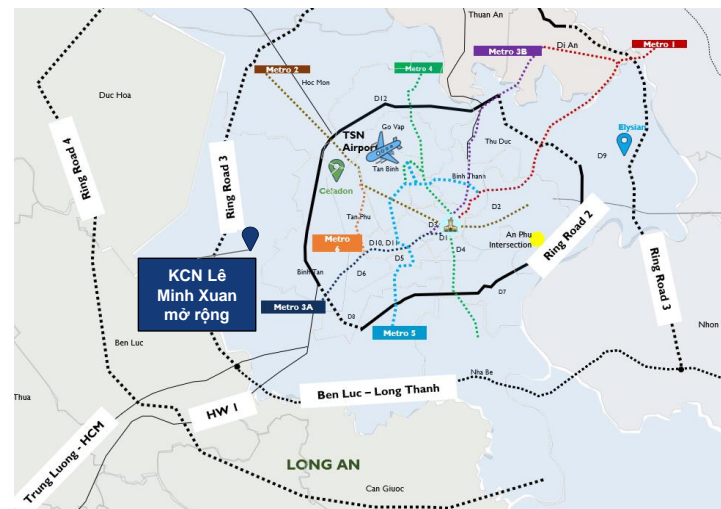 Thuan An
Metro 3B
Metro 1
Di An
Metro 2
Metro 4
Hoc Mon
Duc Hoa
D12
TSN
Airport
Go Vap
Elysian
Thu Duc
D9
Celadon
Tan Binh
Binh Thanh
Ring Road 4
Ring Road 3
Tan Phu
D2
D3
D1
An Phu
Intersection
Ring Road 2
Metro
6
D10, D11
D4
D5
KCN Lê
Minh Xuan
mở rộng
Binh Tan
D6
Ring Road 3
Metro 3A
D7
D8
Metro 5
Nhon
Ben Luc
Nha Be
Ben Luc – Long Thanh
Thua
HW 1
Trung Luong - HCM
LONG AN
Can Giuoc